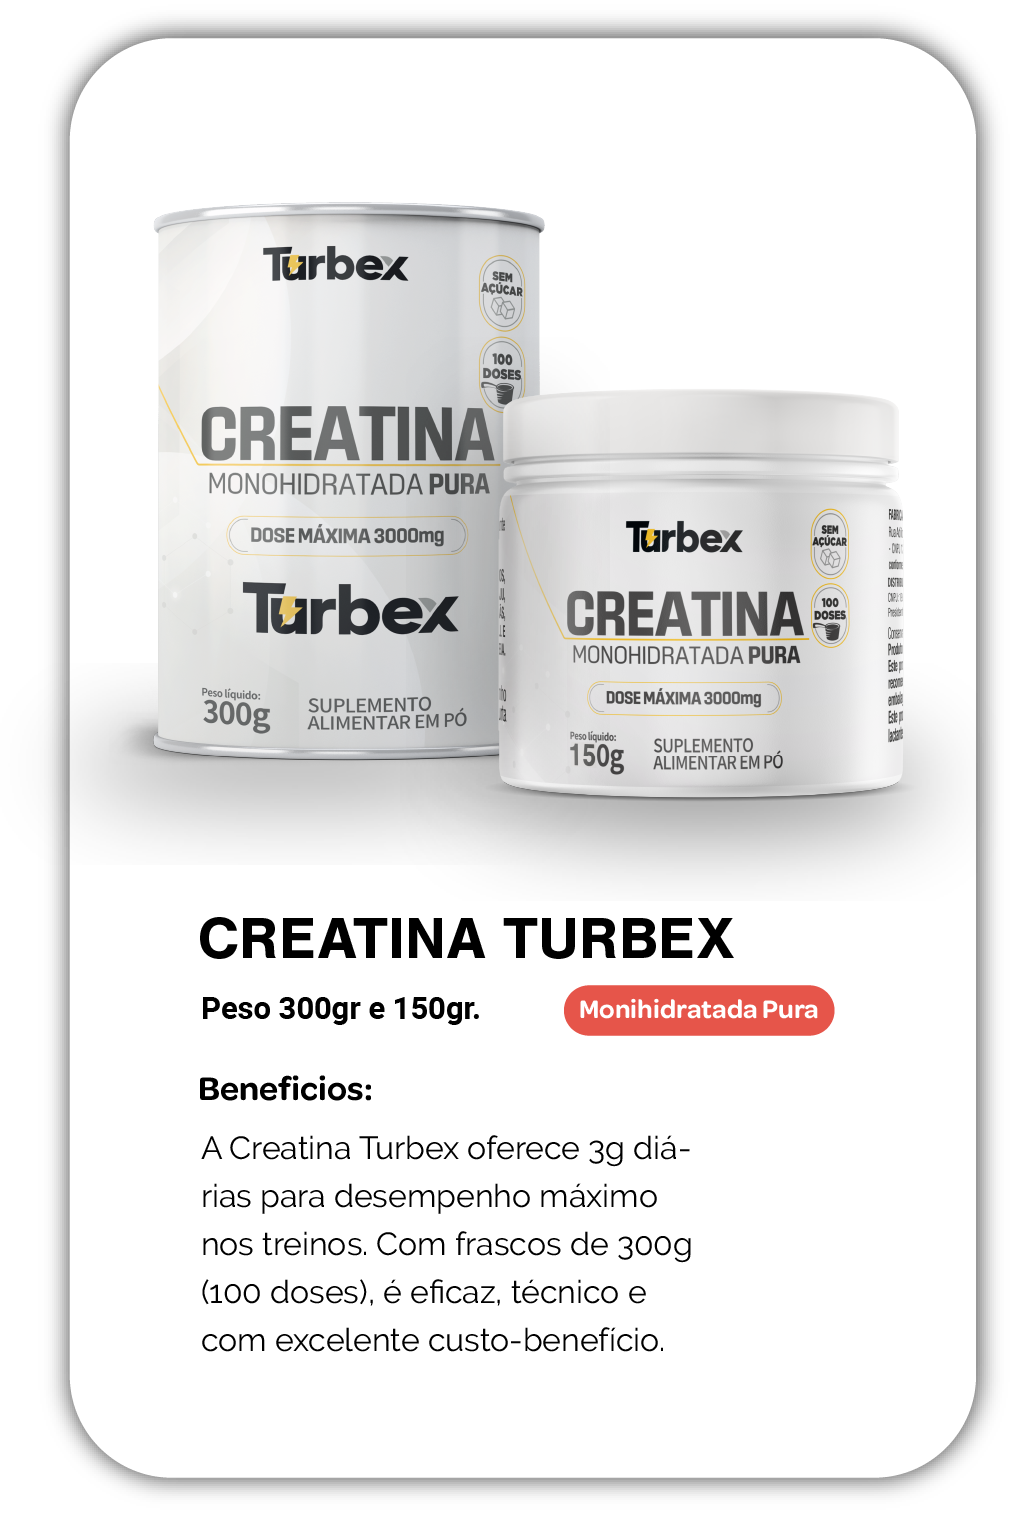 Turbex
SEM
AÇÚCAR
100
DOSES
CREATINA
MONOHIDRATADA PURA
DOSE MÁXIMA 3000mg
Turbex
Peso líquido:
300g
SUPLEMENTO
ALIMENTAR EM PÓ
Turbex
SEM
AÇÚCAR
100
DOSES
CREATINA
MONOHIDRATADA PURA
DOSE MÁXIMA 3000mg
Peso líquido:
150g
SUPLEMENTO
ALIMENTAR EM PÓ
CREATINA TURBEX
Peso 300gr e 150gr.
Monihidratada Pura
Beneficios:
A Creatina Turbex oferece 3g diá-
rias para desempenho máximo
nos treinos. Com frascos de 300g
(100 doses), é eficaz, técnico e
com excelente custo-benefício.